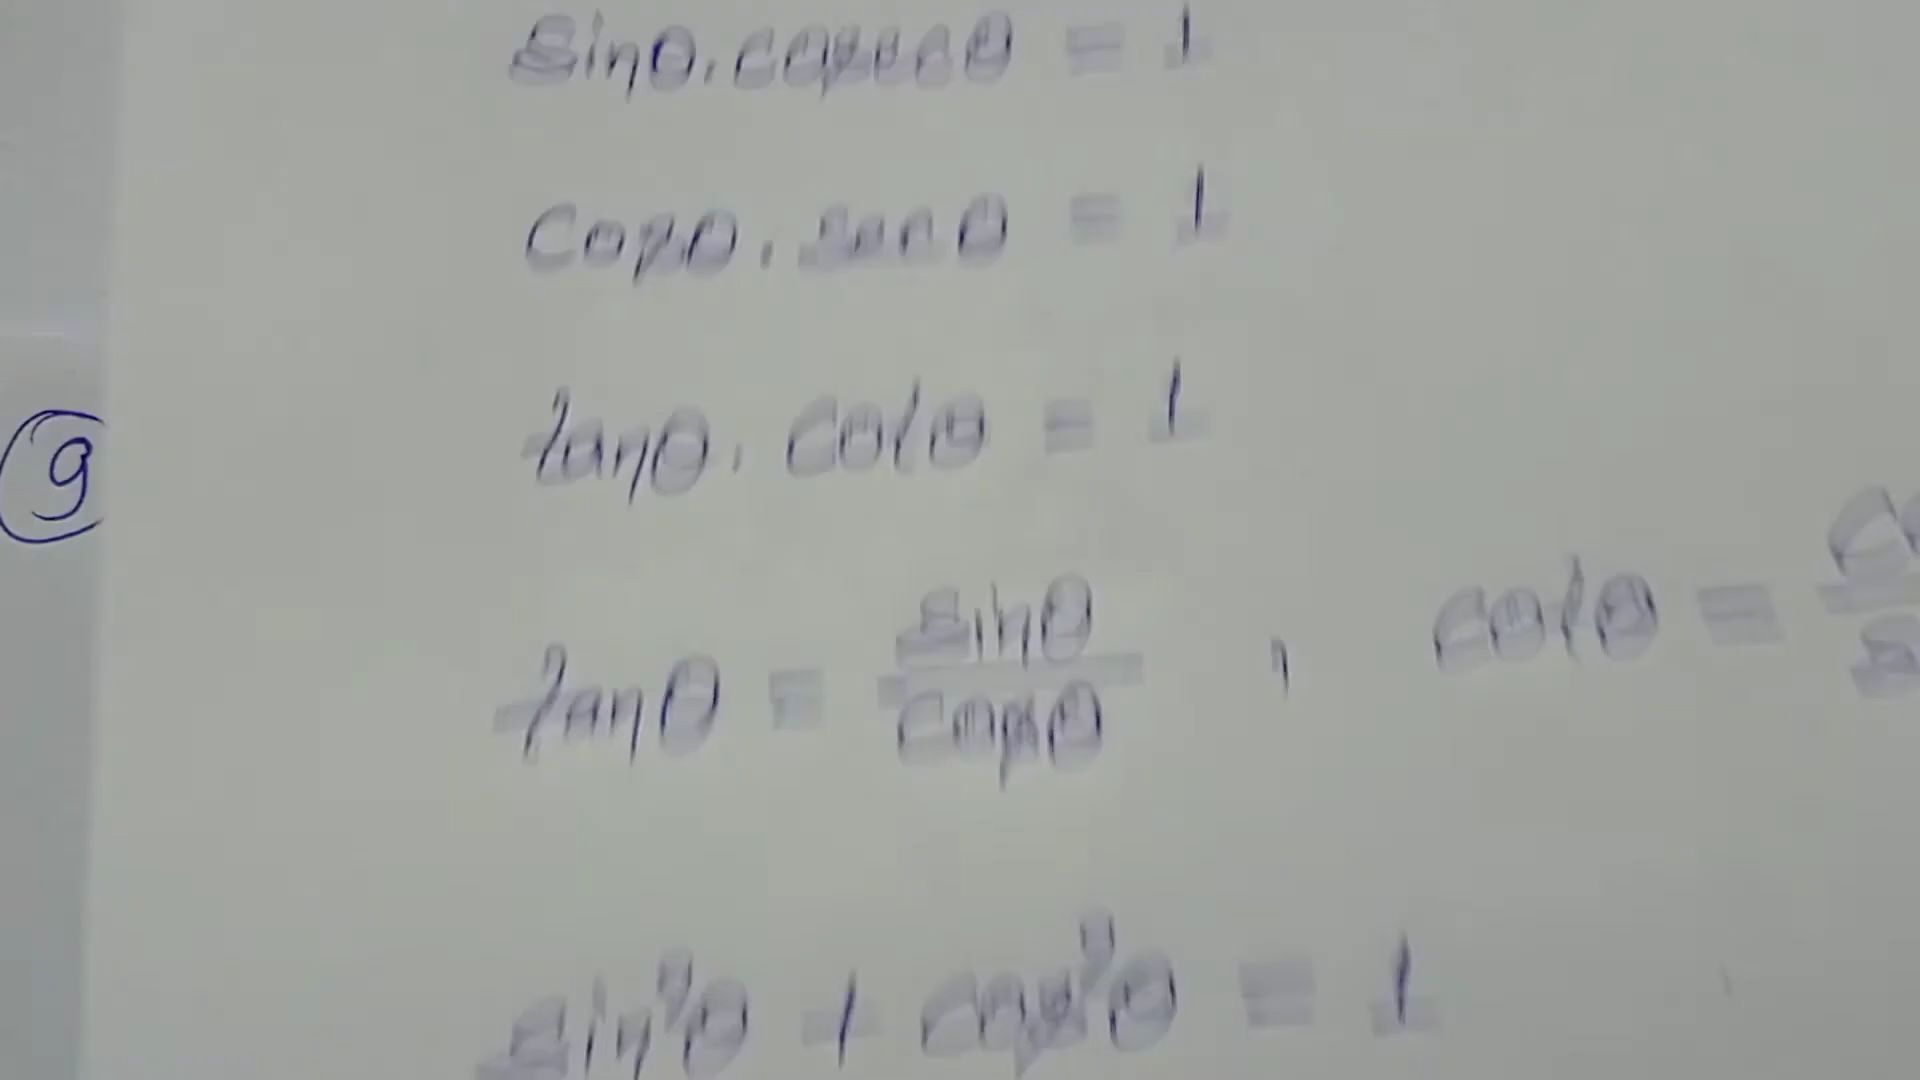 sinθ . cosecθ = 1
cosθ . secθ = 1
tanθ . cotθ = 1
9
tanθ = sinθ/cosθ , cotθ =
sin²θ + cos²θ = 1